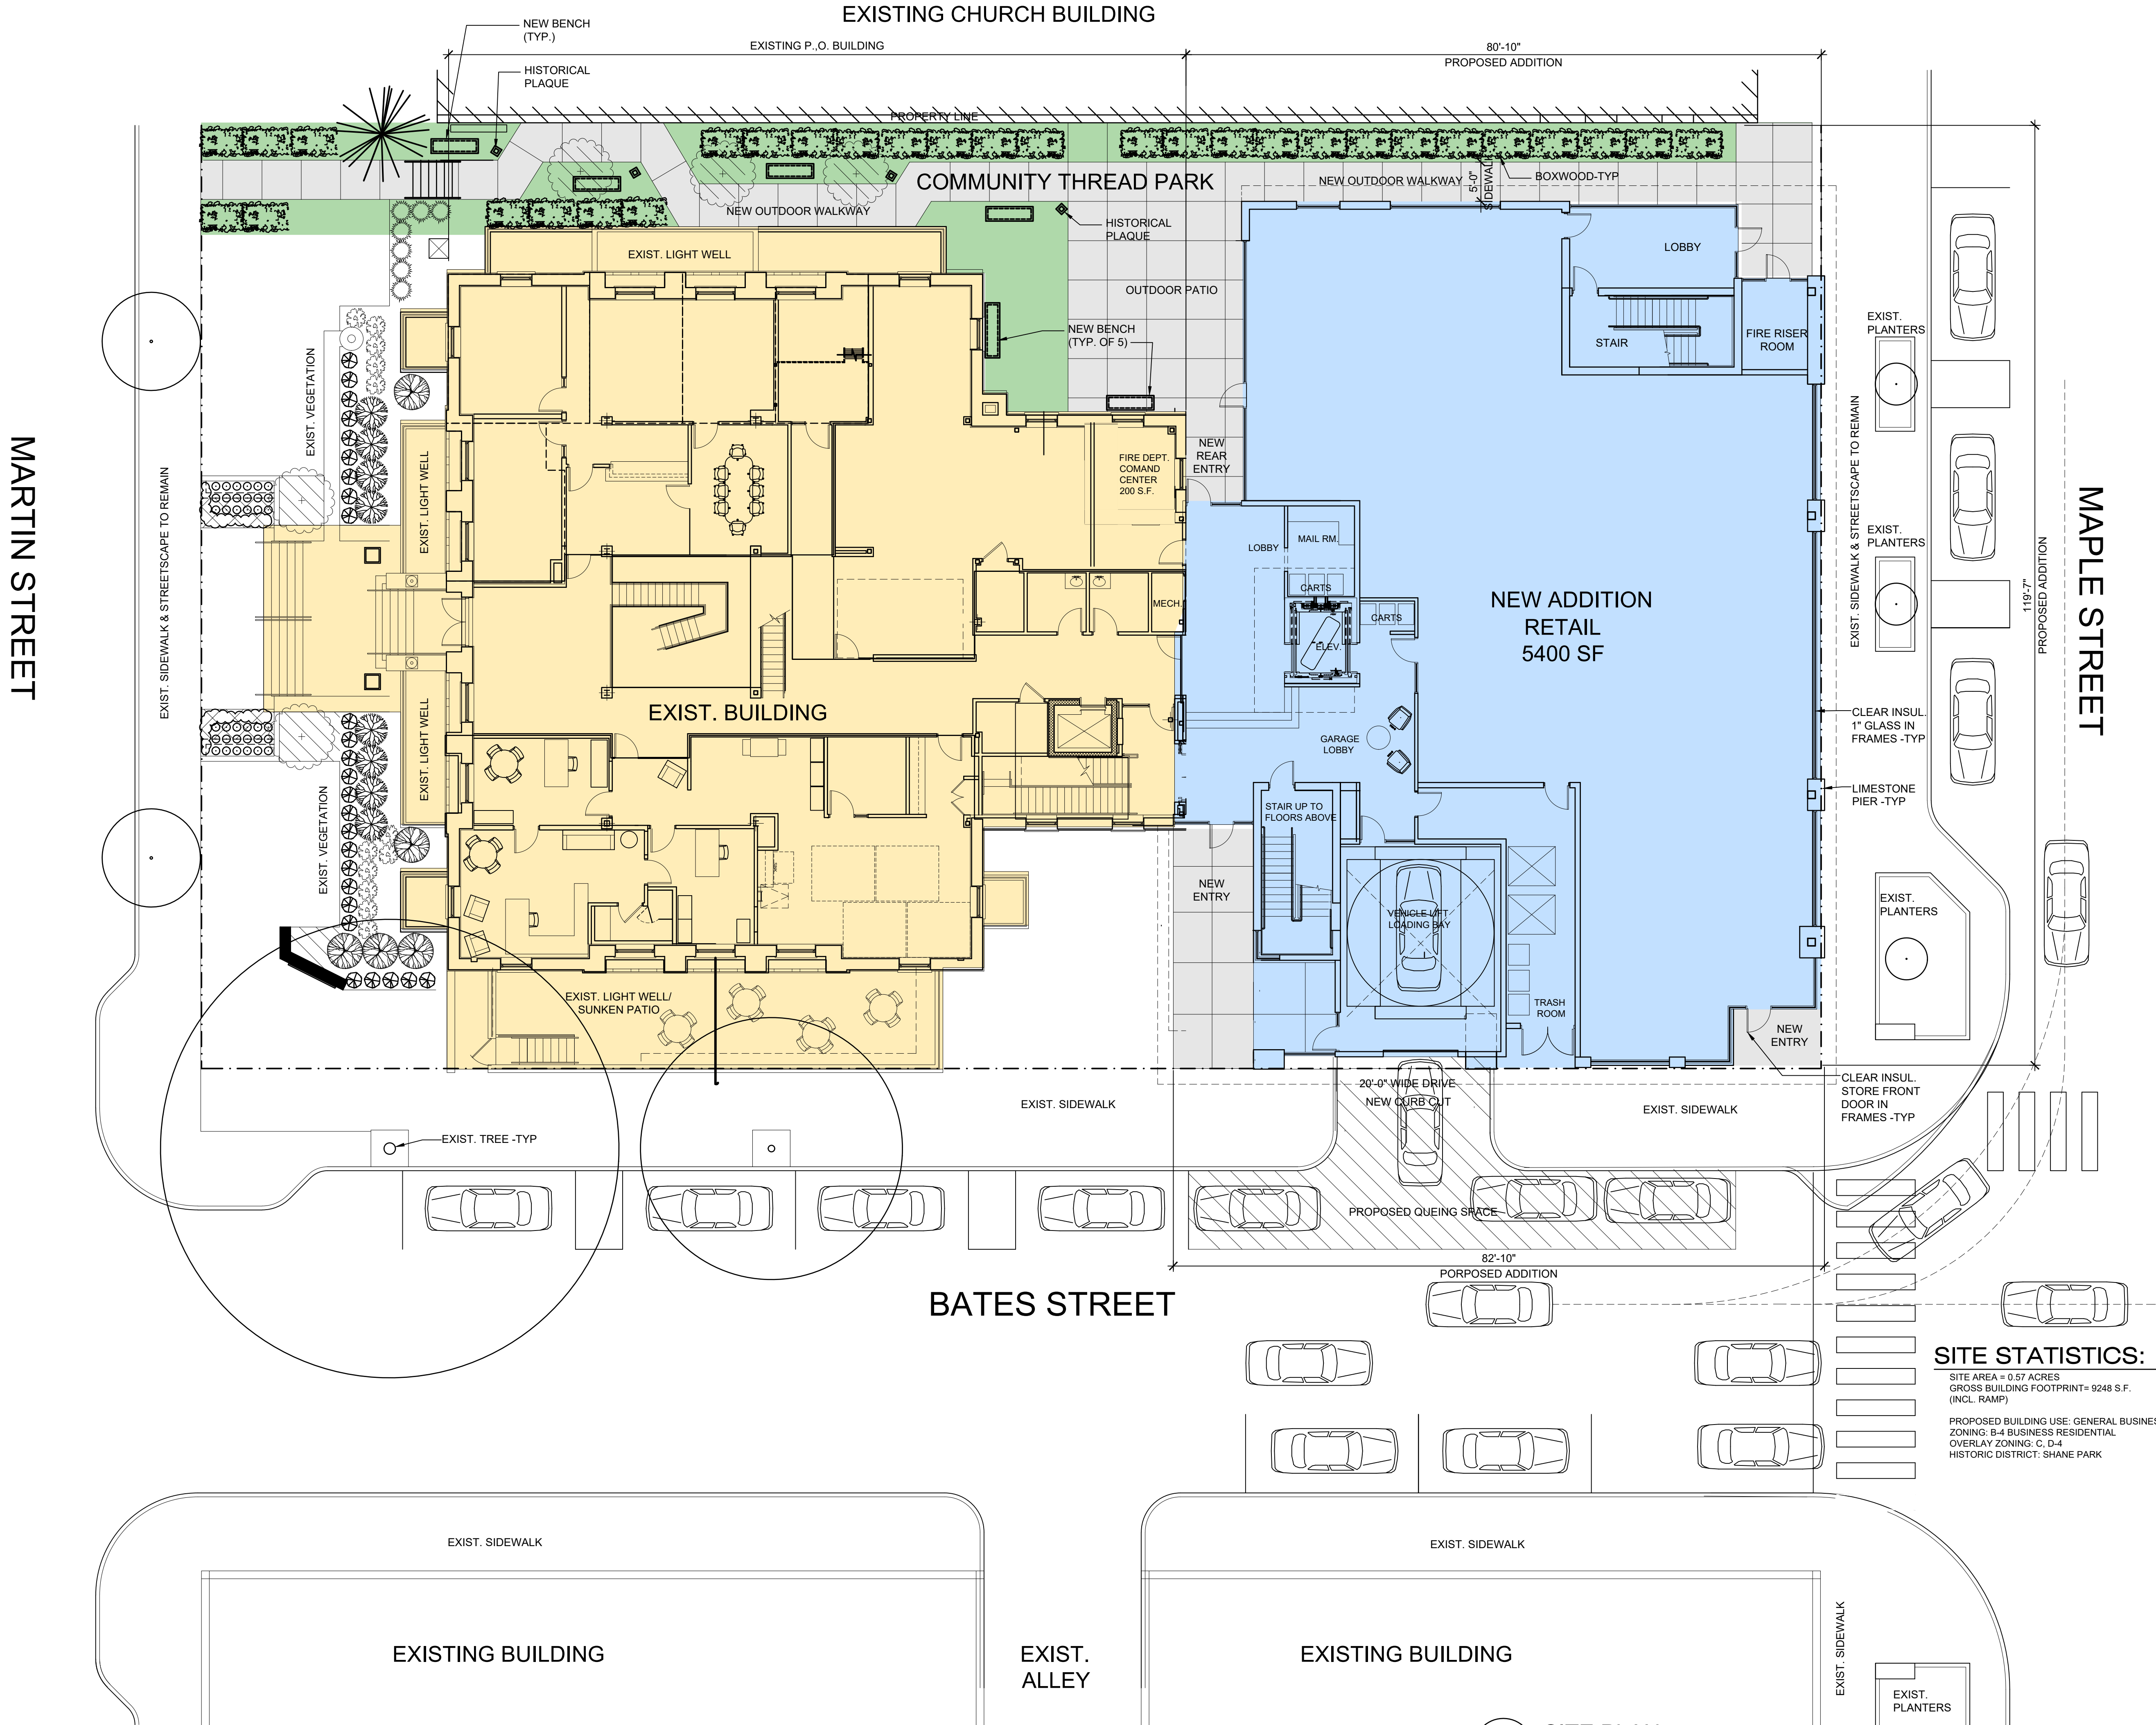 EXISTING CHURCH BUILDING
NEW BENCH
(TYP.)
EXISTING P.,O. BUILDING
80'-10"
PROPOSED ADDITION
HISTORICAL
PLAQUE
PROPERTY LINE
COMMUNITY THREAD PARK
NEW OUTDOOR WALKWAY
5'-0"
SIDEWALK
BOXWOOD-TYP
NEW OUTDOOR WALKWAY
HISTORICAL
PLAQUE
EXIST. LIGHT WELL
LOBBY
OUTDOOR PATIO
NEW BENCH
(TYP. OF 5)
STAIR
FIRE RISER
ROOM
EXIST.
PLANTERS
EXIST. VEGETATION
MARTIN STREET
EXIST. SIDEWALK & STREETSCAPE TO REMAIN
EXIST. LIGHT WELL
FIRE DEPT.
COMAND
CENTER
200 S.F.
NEW
REAR
ENTRY
EXIST. SIDEWALK & STREETSCAPE TO REMAIN
MAPLE STREET
119'-7"
PROPOSED ADDITION
EXIST.
PLANTERS
LOBBY
MAIL RM.
CARTS
CARTS
MECH.
ELEV.
NEW ADDITION
RETAIL
5400 SF
EXIST. LIGHT WELL
EXIST. BUILDING
GARAGE
LOBBY
CLEAR INSUL.
1" GLASS IN
FRAMES -TYP
LIMESTONE
PIER -TYP
STAIR UP TO
FLOORS ABOVE
EXIST. VEGETATION
NEW
ENTRY
VEHICLE LIFT
LOADING BAY
EXIST.
PLANTERS
EXIST. LIGHT WELL/
SUNKEN PATIO
TRASH
ROOM
NEW
ENTRY
20'-0" WIDE DRIVE
NEW CURB CUT
CLEAR INSUL.
STORE FRONT
DOOR IN
FRAMES -TYP
EXIST. SIDEWALK
EXIST. SIDEWALK
EXIST. TREE -TYP
PROPOSED QUEING SPACE
82'-10"
PORPOSED ADDITION
BATES STREET
SITE STATISTICS:
SITE AREA = 0.57 ACRES
GROSS BUILDING FOOTPRINT= 9248 S.F.
(INCL. RAMP)
PROPOSED BUILDING USE: GENERAL BUSINES
ZONING: B-4 BUSINESS RESIDENTIAL
OVERLAY ZONING: C, D-4
HISTORIC DISTRICT: SHANE PARK
EXIST. SIDEWALK
EXIST. SIDEWALK
EXISTING BUILDING
EXIST.
ALLEY
EXISTING BUILDING
EXIST. SIDEWALK
EXIST.
PLANTERS